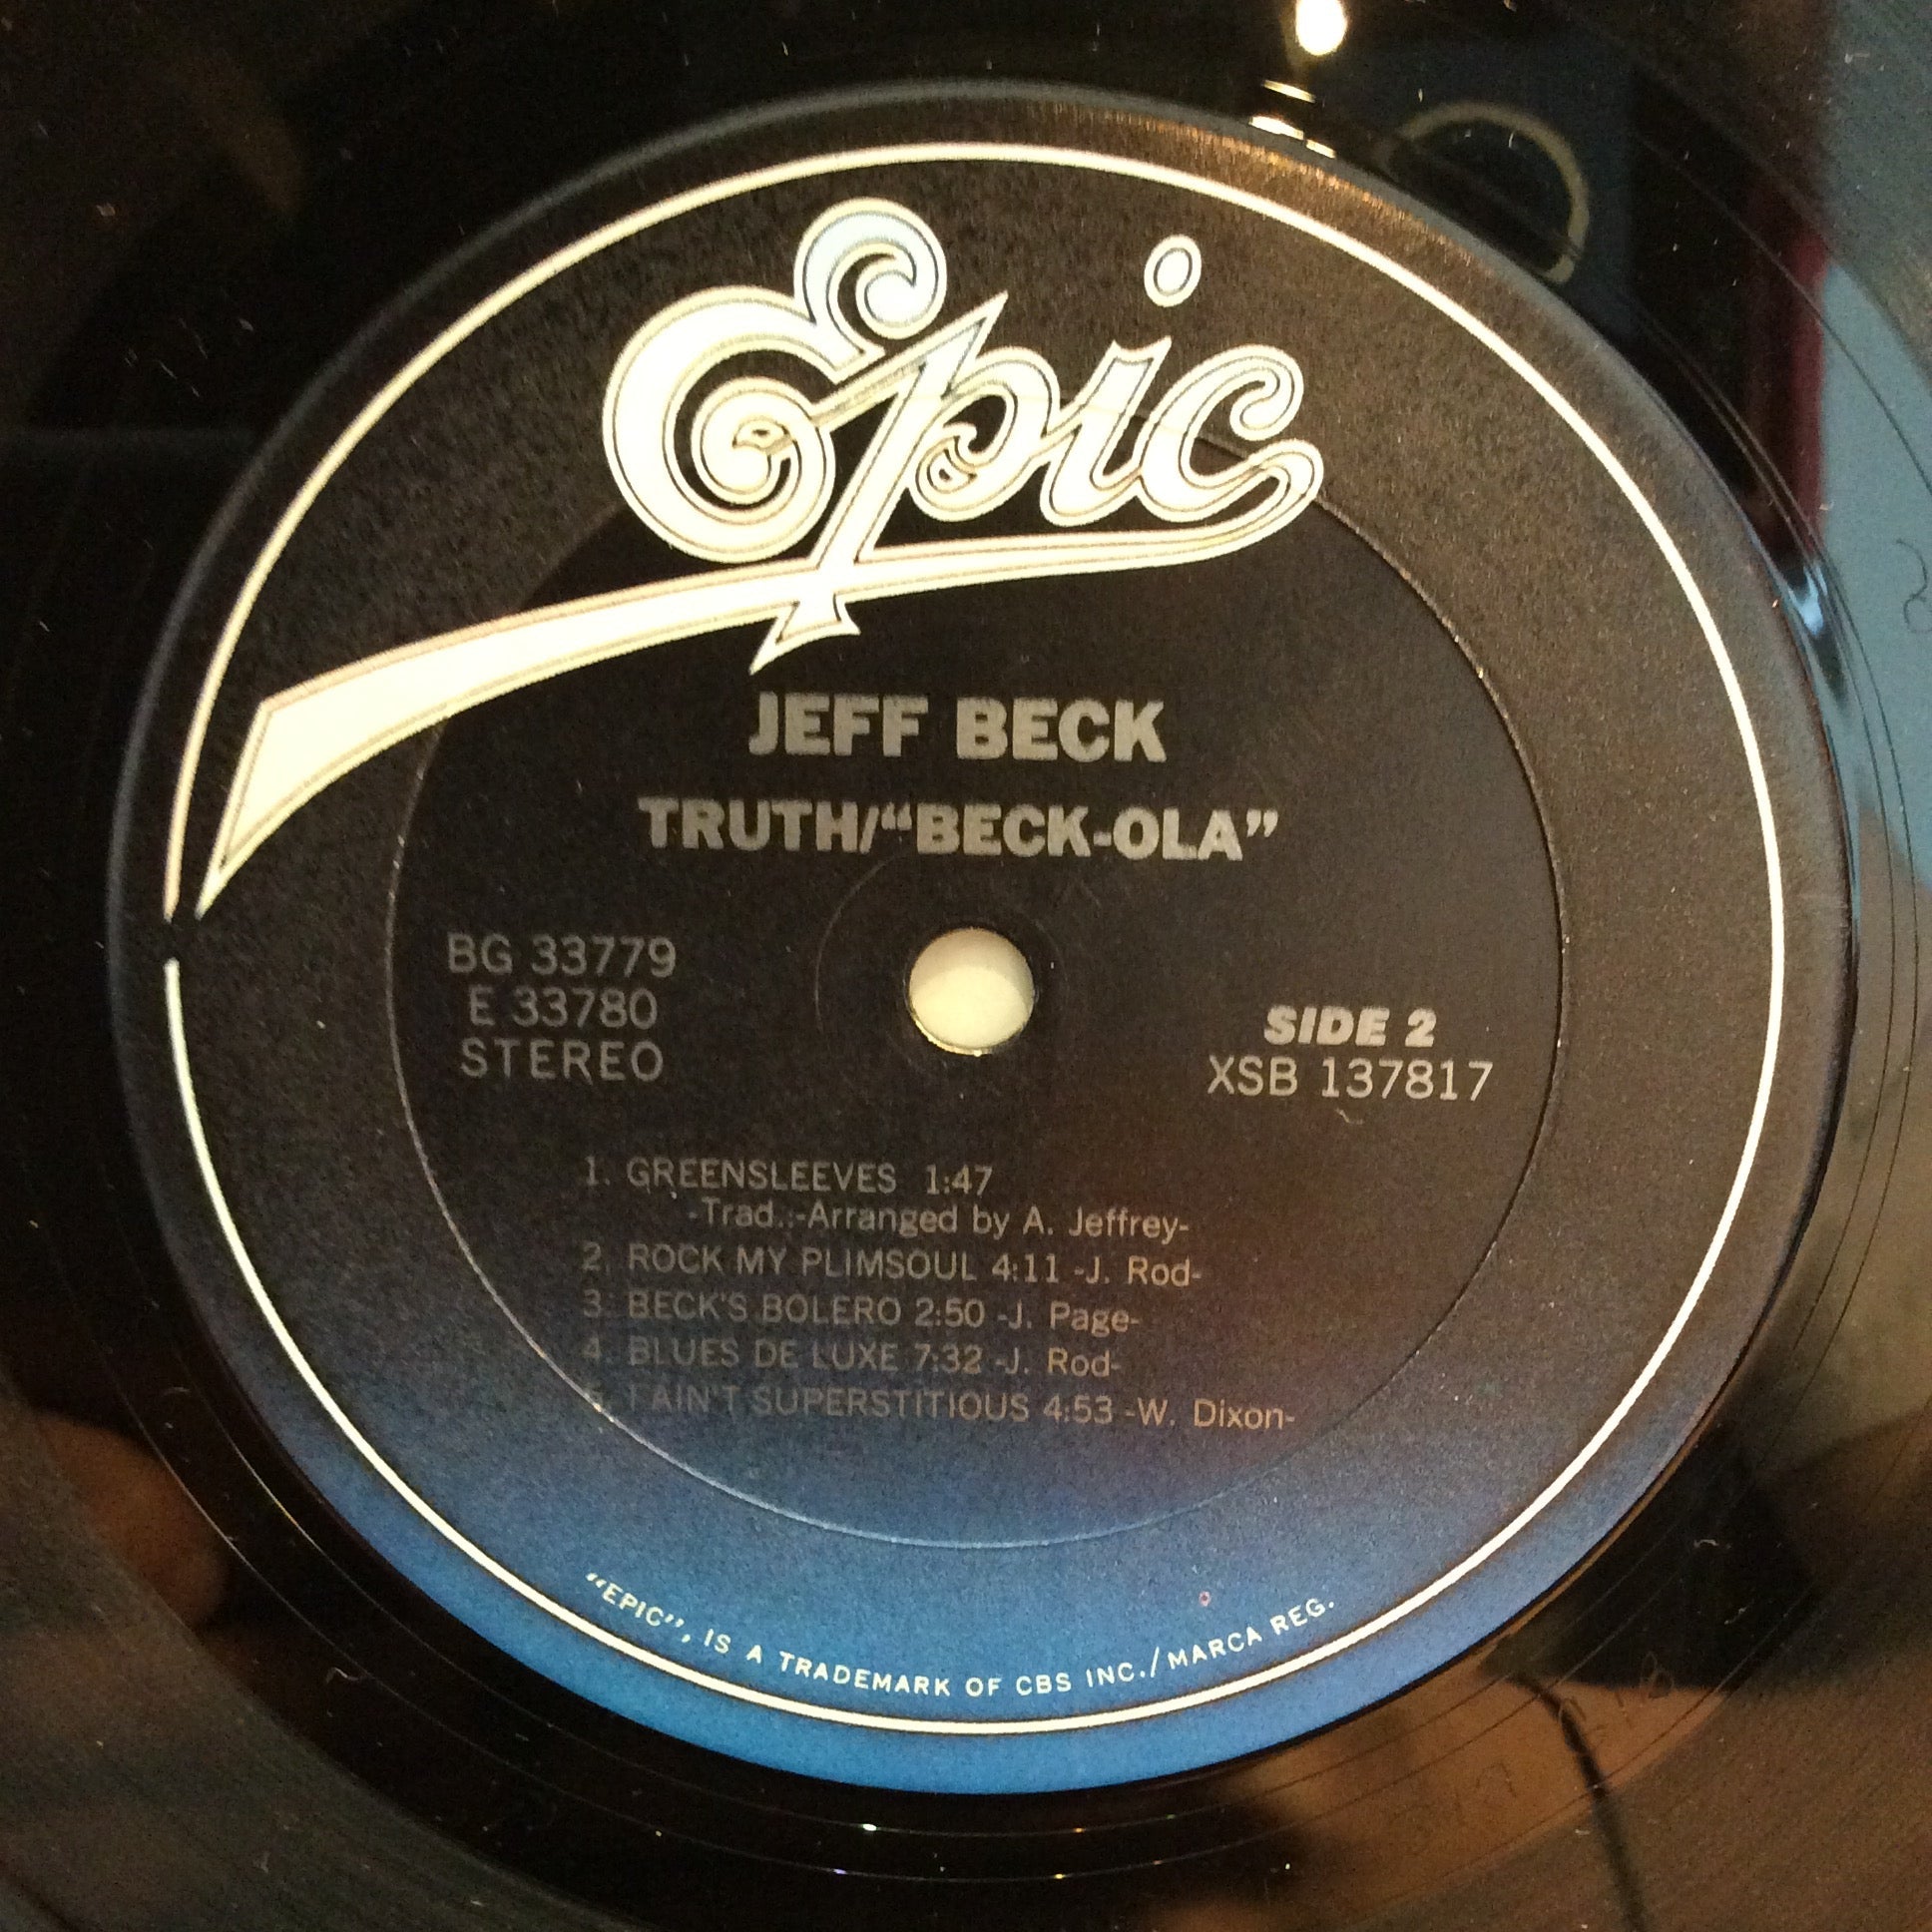 Epic
JEFF BECK
TRUTH/“BECK-OLA”
BG 33779
E 33780
STEREO
SIDE 2
XSB 137817
1. GREENSLEEVES 1:47
-Trad.:-Arranged by A. Jeffrey-
2. ROCK MY PLIMSOUL 4:11 -J. Rod-
3. BECK'S BOLERO 2:50 -J. Page-
4. BLUES DE LUXE 7:32 -J. Rod-
5. I AIN'T SUPERSTITIOUS 4:53 -W. Dixon-
“EPIC”, IS A TRADEMARK OF CBS INC./MARCA REG.